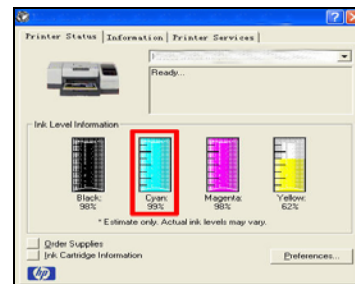 Printer Status Information Printer Services
Ready...
Ink Level Information
Black: Cyan: Magenta: Yellow:
98% 99% 98% 62%
* Estimate only. Actual ink levels may vary.
Order Supplies
Ink Cartridge Information
Preferences...
hp